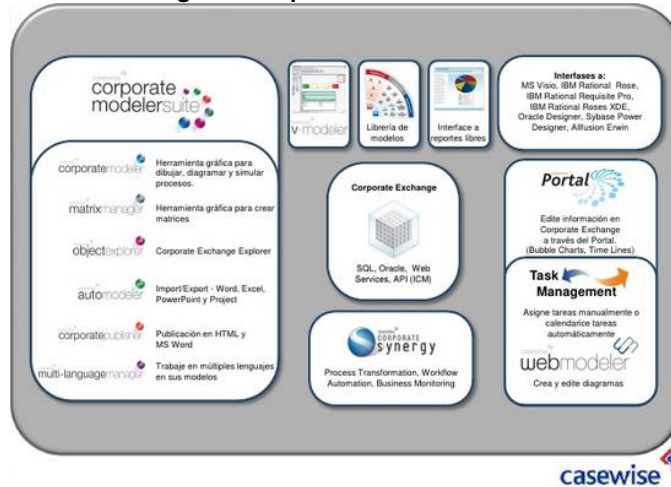 corporate
modelersuite
corporatemodeler
Herramienta gráfica para
dibujar, diagramar y simular
procesos.
matrixmanager
Herramienta gráfica para crear
matrices
objectexplorer
Corporate Exchange Explorer
automodeler
Import/Export - Word, Excel,
PowerPoint y Project
corporatepublisher
Publicación en HTML y
MS Word
multi-languagemanager
Trabaje en múltiples lenguajes
en sus modelos
v-modeler
Librería de
modelos
Interface a
reportes libres
Interfases a:
MS Visio, IBM Rational Rose,
IBM Rational Requisite Pro,
IBM Rational Roses XDE,
Oracle Designer, Sybase Power
Designer, Allfusion Erwin
Corporate Exchange
SQL, Oracle, Web
Services, API (ICM)
CORPORATE
synergy
Process Transformation, Workflow
Automation, Business Monitoring
Portal
Edite información en
Corporate Exchange
a través del Portal.
(Bubble Charts, Time Lines)
Task
Management
Asigne tareas manualmente o
calendarice tareas
automáticamente
webmodeler
Crea y edite diagramas
casewise